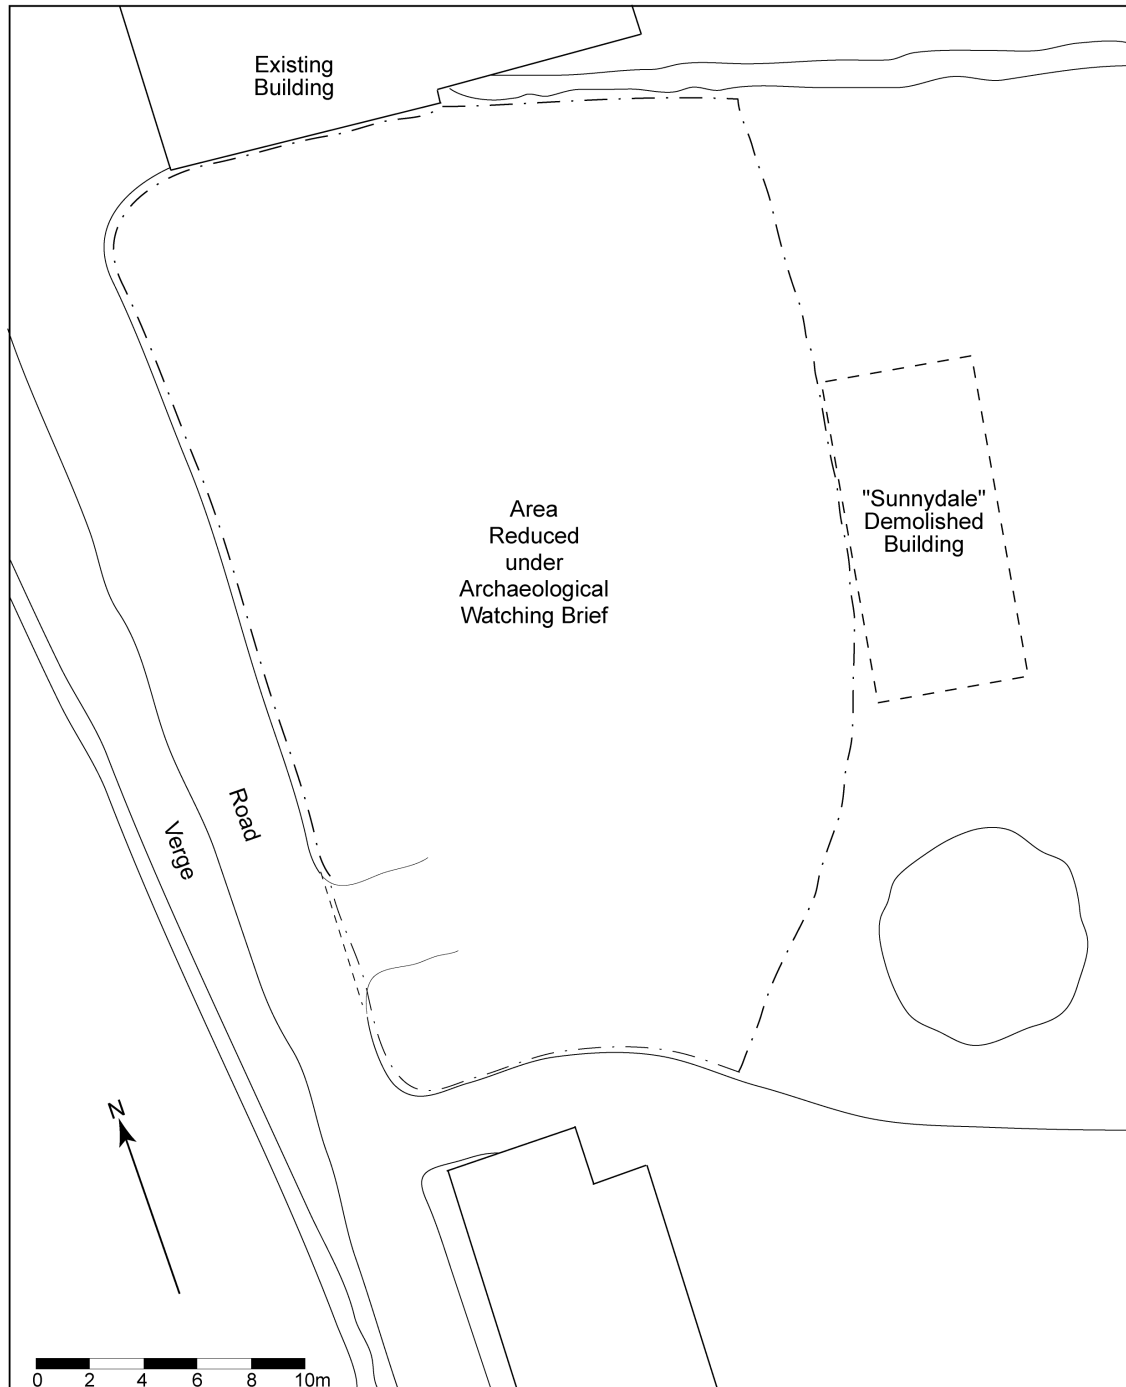 Existing
Building
"Sunnydale"
Demolished
Building
Area
Reduced
under
Archaeological
Watching Brief
Road
Verge
N
0 2 4 6 8 10m